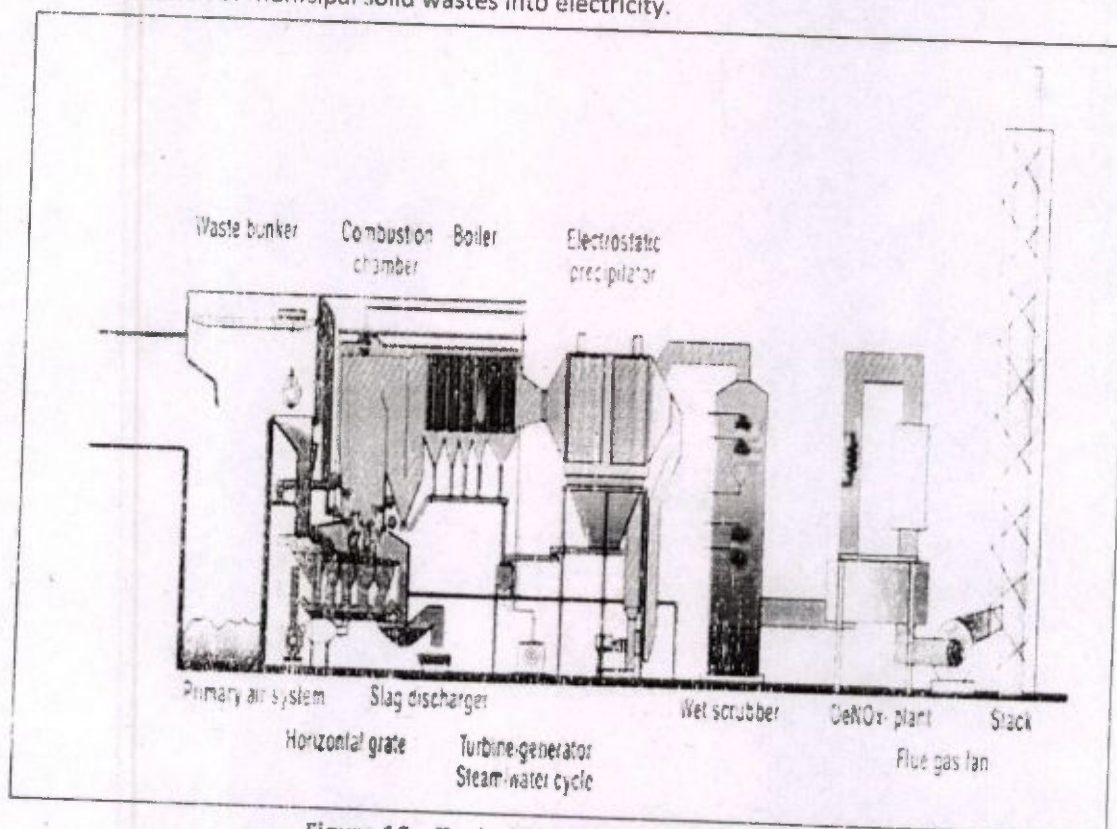 municipal solid wastes into electricity.
Waste bunker
Combustion chamber
Boiler
Electrostatic precipitator
Primary air system
Slag discharger
Wet scrubber
DeNOx- plant
Stack
Horizontal grate
Turbine-generator
Steam-water cycle
Flue gas fan
Figure